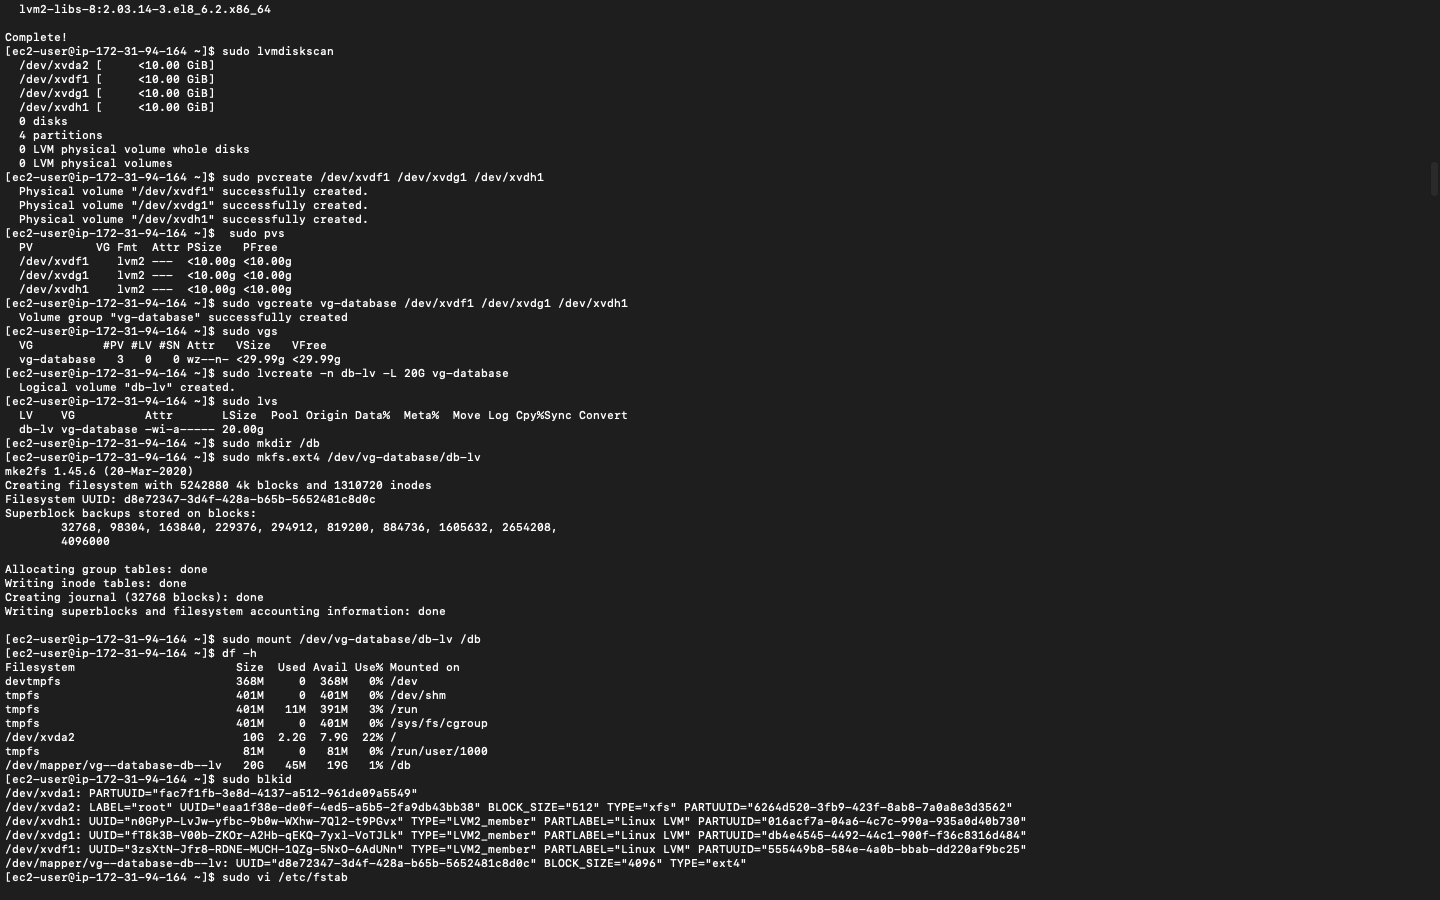 lvm2-libs-8:2.03.14-3.el8_6.2.x86_64
Complete!
[ec2-user@ip-172-31-94-164 ~]$ sudo lvmdiskscan
/dev/xvda2 [     <10.00 GiB]
/dev/xvdf1 [     <10.00 GiB]
/dev/xvdg1 [     <10.00 GiB]
/dev/xvdh1 [     <10.00 GiB]
0 disks
4 partitions
0 LVM physical volume whole disks
0 LVM physical volumes
[ec2-user@ip-172-31-94-164 ~]$ sudo pvcreate /dev/xvdf1 /dev/xvdg1 /dev/xvdh1
Physical volume "/dev/xvdf1" successfully created.
Physical volume "/dev/xvdg1" successfully created.
Physical volume "/dev/xvdh1" successfully created.
[ec2-user@ip-172-31-94-164 ~]$  sudo pvs
PV         VG Fmt  Attr PSize   PFree
/dev/xvdf1    lvm2 ---  <10.00g <10.00g
/dev/xvdg1    lvm2 ---  <10.00g <10.00g
/dev/xvdh1    lvm2 ---  <10.00g <10.00g
[ec2-user@ip-172-31-94-164 ~]$ sudo vgcreate vg-database /dev/xvdf1 /dev/xvdg1 /dev/xvdh1
Volume group "vg-database" successfully created
[ec2-user@ip-172-31-94-164 ~]$ sudo vgs
VG          #PV #LV #SN Attr   VSize   VFree
vg-database   3   0   0 wz--n- <29.99g <29.99g
[ec2-user@ip-172-31-94-164 ~]$ sudo lvcreate -n db-lv -L 20G vg-database
Logical volume "db-lv" created.
[ec2-user@ip-172-31-94-164 ~]$ sudo lvs
LV    VG          Attr       LSize  Pool Origin Data%  Meta%  Move Log Cpy%Sync Convert
db-lv vg-database -wi-a----- 20.00g
[ec2-user@ip-172-31-94-164 ~]$ sudo mkdir /db
[ec2-user@ip-172-31-94-164 ~]$ sudo mkfs.ext4 /dev/vg-database/db-lv
mke2fs 1.45.6 (20-Mar-2020)
Creating filesystem with 5242880 4k blocks and 1310720 inodes
Filesystem UUID: d8e72347-3d4f-428a-b65b-5652481c8d0c
Superblock backups stored on blocks:
32768, 98304, 163840, 229376, 294912, 819200, 884736, 1605632, 2654208,
4096000
Allocating group tables: done
Writing inode tables: done
Creating journal (32768 blocks): done
Writing superblocks and filesystem accounting information: done
[ec2-user@ip-172-31-94-164 ~]$ sudo mount /dev/vg-database/db-lv /db
[ec2-user@ip-172-31-94-164 ~]$ df -h
Filesystem                       Size  Used Avail Use% Mounted on
devtmpfs                         368M     0  368M   0% /dev
tmpfs                            401M     0  401M   0% /dev/shm
tmpfs                            401M   11M  391M   3% /run
tmpfs                            401M     0  401M   0% /sys/fs/cgroup
/dev/xvda2                        10G  2.2G  7.9G  22% /
tmpfs                             81M     0   81M   0% /run/user/1000
/dev/mapper/vg--database-db--lv   20G   45M   19G   1% /db
[ec2-user@ip-172-31-94-164 ~]$ sudo blkid
/dev/xvda1: PARTUUID="fac7f1fb-3e8d-4137-a512-961de09a5549"
/dev/xvda2: LABEL="root" UUID="eaa1f38e-de0f-4ed5-a5b5-2fa9db43bb38" BLOCK_SIZE="512" TYPE="xfs" PARTUUID="6264d520-3fb9-423f-8ab8-7a0a8e3d3562"
/dev/xvdh1: UUID="n0GPyP-LvJw-yfbc-9b0w-WXhw-7Ql2-t9PGvx" TYPE="LVM2_member" PARTLABEL="Linux LVM" PARTUUID="016acf7a-04a6-4c7c-990a-935a0d40b730"
/dev/xvdg1: UUID="fT8k3B-V00b-ZKOr-A2Hb-qEKQ-7yxl-VoTJLk" TYPE="LVM2_member" PARTLABEL="Linux LVM" PARTUUID="db4e4545-4492-44c1-900f-f36c8316d484"
/dev/xvdf1: UUID="3zsXtN-Jfr8-RDNE-MUCH-1QZg-5NxO-6AdUNn" TYPE="LVM2_member" PARTLABEL="Linux LVM" PARTUUID="555449b8-584e-4a0b-bbab-dd220af9bc25"
/dev/mapper/vg--database-db--lv: UUID="d8e72347-3d4f-428a-b65b-5652481c8d0c" BLOCK_SIZE="4096" TYPE="ext4"
[ec2-user@ip-172-31-94-164 ~]$ sudo vi /etc/fstab